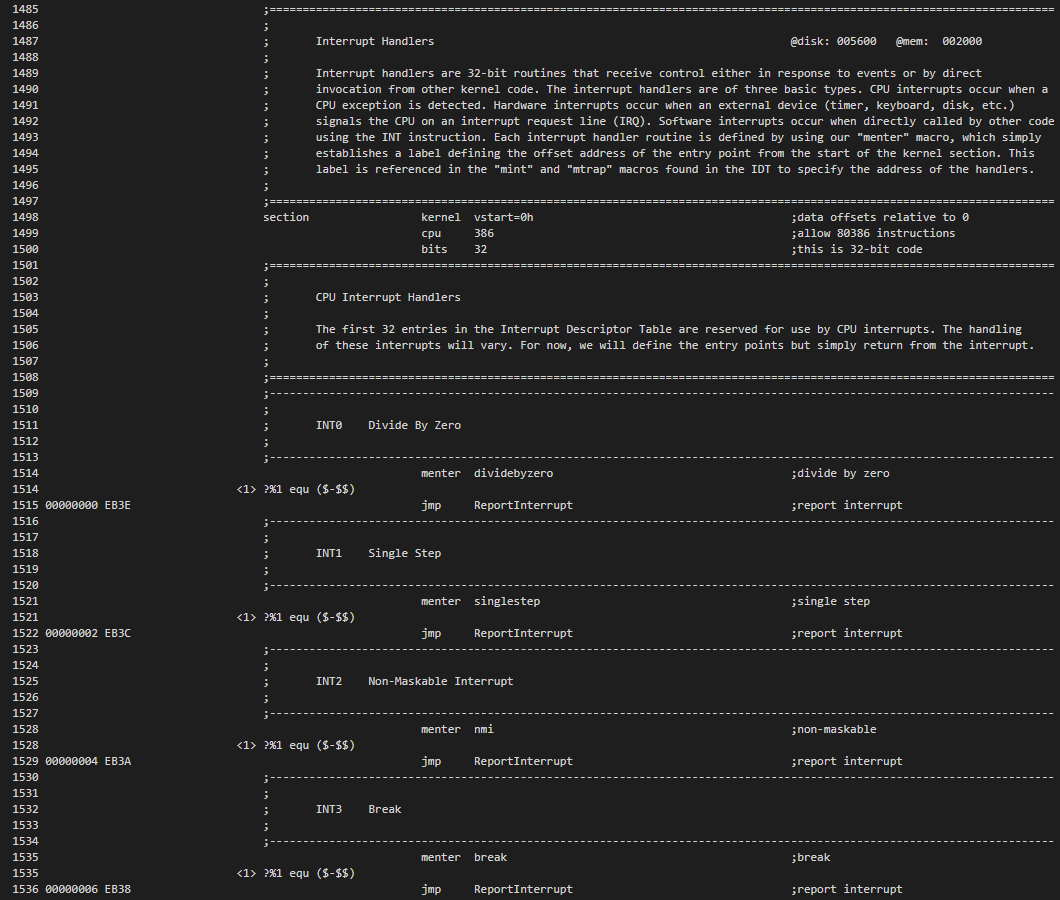 1485 ;=======================================================================================================================
1486 ;
1487 ; Interrupt Handlers @disk: 005600 @mem: 002000
1488 ;
1489 ; Interrupt handlers are 32-bit routines that receive control either in response to events or by direct
1490 ; invocation from other kernel code. The interrupt handlers are of three basic types. CPU interrupts occur when a
1491 ; CPU exception is detected. Hardware interrupts occur when an external device (timer, keyboard, disk, etc.)
1492 ; signals the CPU on an interrupt request line (IRQ). Software interrupts occur when directly called by other code
1493 ; using the INT instruction. Each interrupt handler routine is defined by using our "menter" macro, which simply
1494 ; establishes a label defining the offset address of the entry point from the start of the kernel section. This
1495 ; label is referenced in the "mint" and "mtrap" macros found in the IDT to specify the address of the handlers.
1496 ;
1497 ;=======================================================================================================================
1498 section kernel vstart=0h ;data offsets relative to 0
1499 cpu 386 ;allow 80386 instructions
1500 bits 32 ;this is 32-bit code
1501 ;=======================================================================================================================
1502 ;
1503 ; CPU Interrupt Handlers
1504 ;
1505 ; The first 32 entries in the Interrupt Descriptor Table are reserved for use by CPU interrupts. The handling
1506 ; of these interrupts will vary. For now, we will define the entry points but simply return from the interrupt.
1507 ;
1508 ;=======================================================================================================================
1509 ;-----------------------------------------------------------------------------------------------------------------------
1510 ;
1511 ; INT0 Divide By Zero
1512 ;
1513 ;-----------------------------------------------------------------------------------------------------------------------
1514 menter dividebyzero ;divide by zero
1514 <1> ?%1 equ ($-$$)
1515 00000000 EB3E jmp ReportInterrupt ;report interrupt
1516 ;-----------------------------------------------------------------------------------------------------------------------
1517 ;
1518 ; INT1 Single Step
1519 ;
1520 ;-----------------------------------------------------------------------------------------------------------------------
1521 menter singlestep ;single step
1521 <1> ?%1 equ ($-$$)
1522 00000002 EB3C jmp ReportInterrupt ;report interrupt
1523 ;-----------------------------------------------------------------------------------------------------------------------
1524 ;
1525 ; INT2 Non-Maskable Interrupt
1526 ;
1527 ;-----------------------------------------------------------------------------------------------------------------------
1528 menter nmi ;non-maskable
1528 <1> ?%1 equ ($-$$)
1529 00000004 EB3A jmp ReportInterrupt ;report interrupt
1530 ;-----------------------------------------------------------------------------------------------------------------------
1531 ;
1532 ; INT3 Break
1533 ;
1534 ;-----------------------------------------------------------------------------------------------------------------------
1535 menter break ;break
1535 <1> ?%1 equ ($-$$)
1536 00000006 EB38 jmp ReportInterrupt ;report interrupt